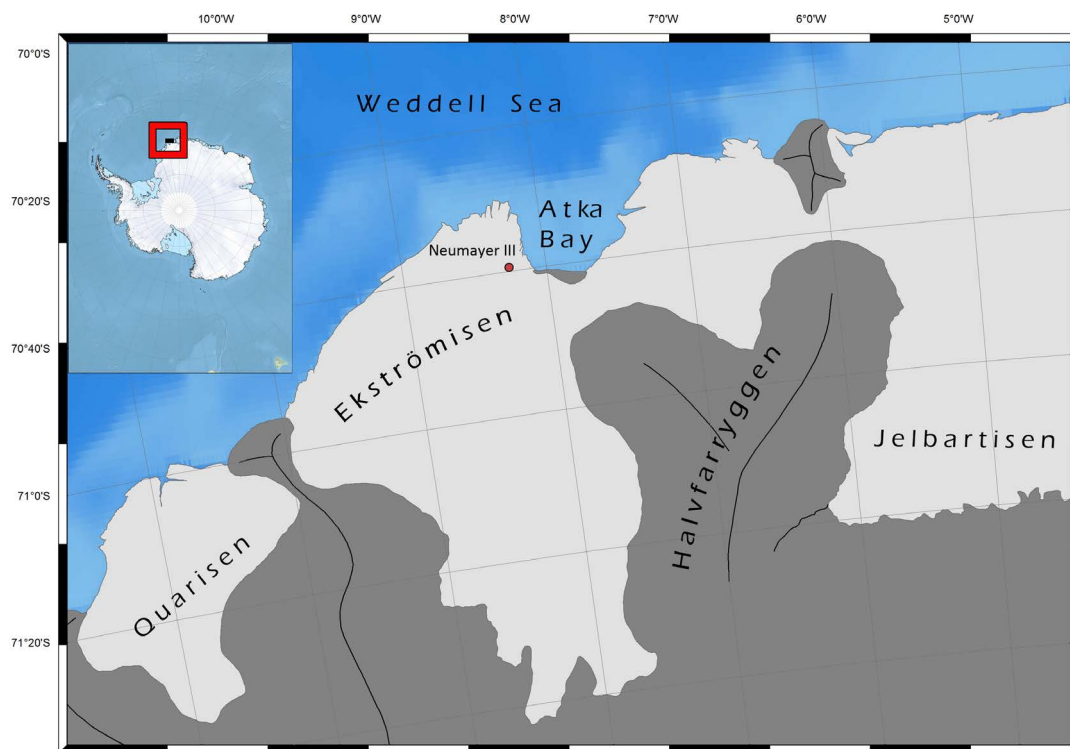 10°0'W 9°0'W 8°0'W 7°0'W 6°0'W 5°0'W
70°0'S
Weddell Sea
70°20'S
Atka
Bay
Neumayer III
Ekströmisen
70°40'S
Halvfarryggen
Jelbartisen
71°0'S
Quarisen
71°20'S